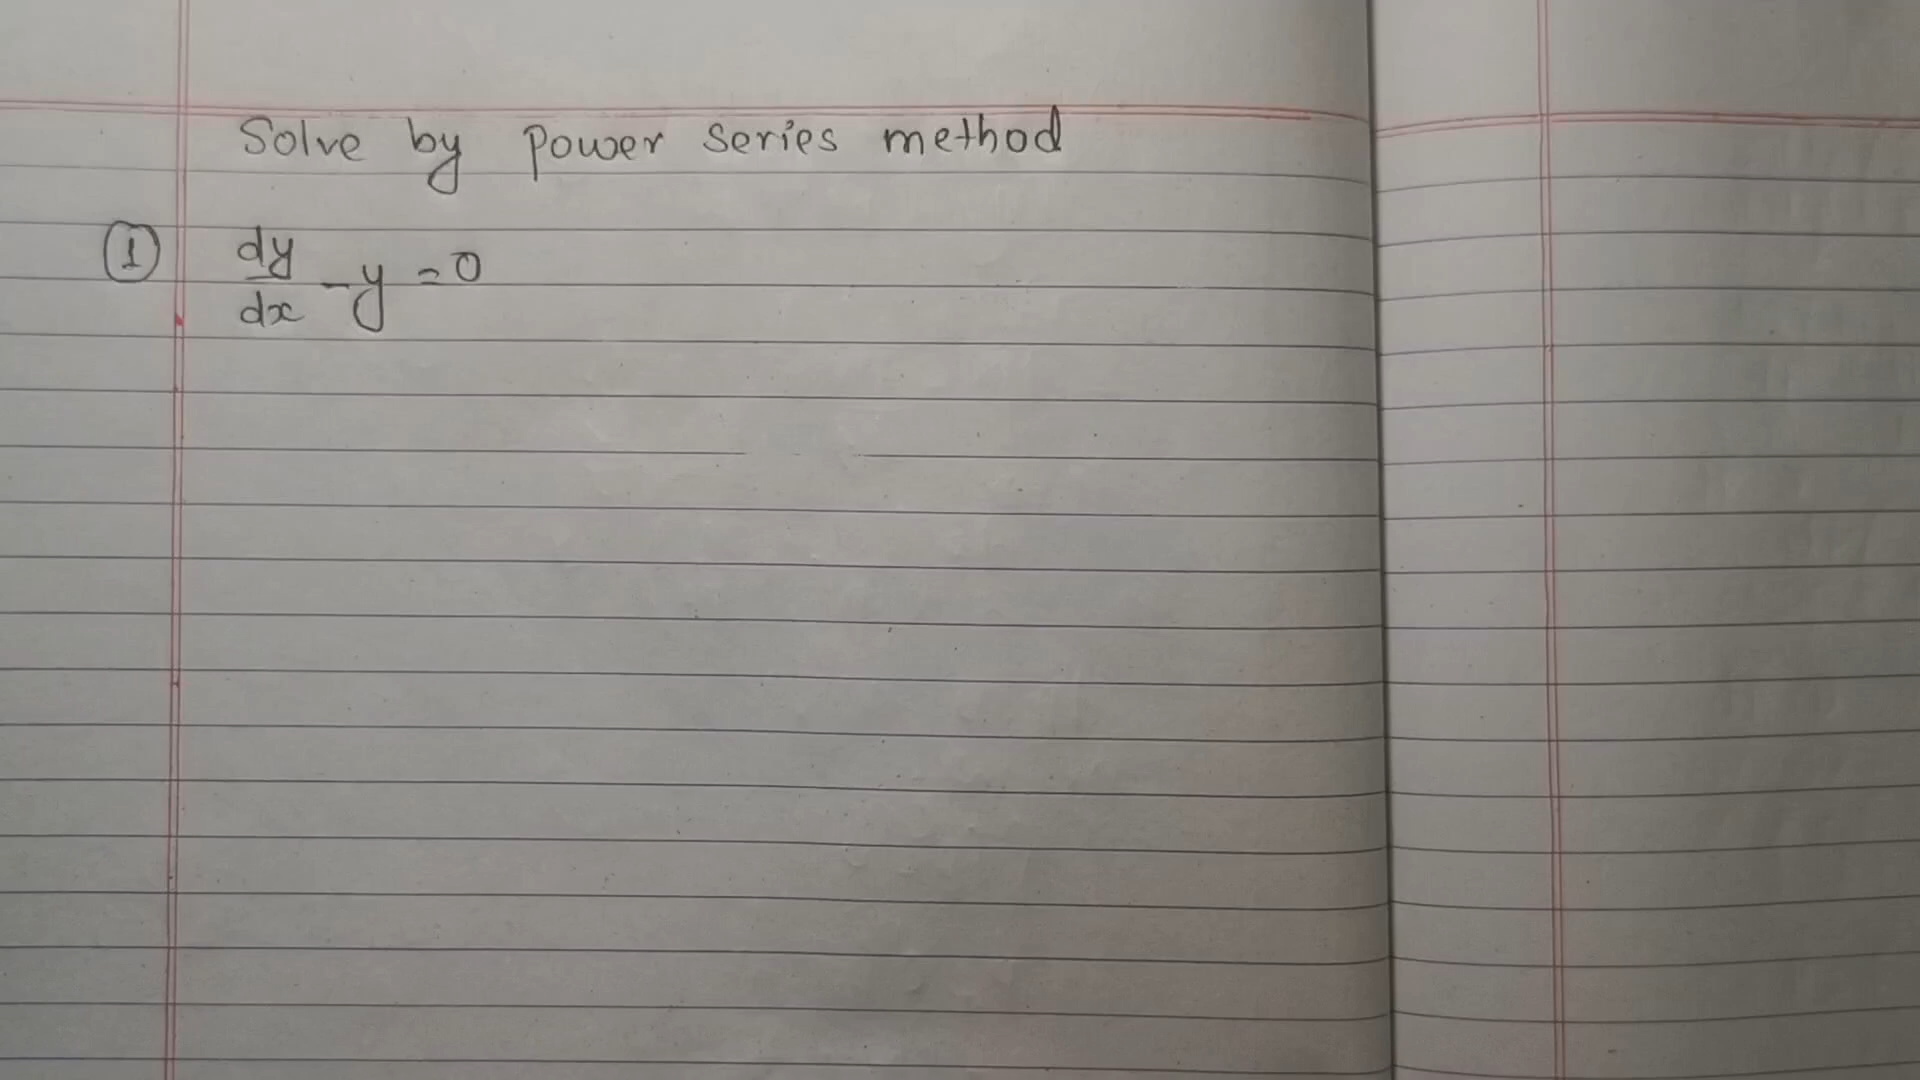 Solve by power series method
① dy/dx - y = 0